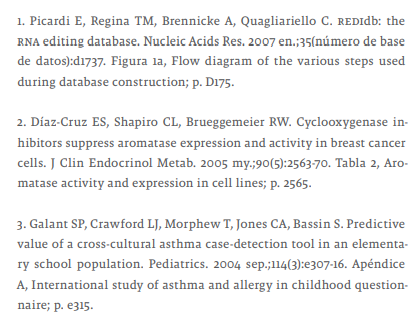 1. Picardi E, Regina TM, Brennicke A, Quagliariello C. REDIdb: the
RNA editing database. Nucleic Acids Res. 2007 en.;35(número de base
de datos):d1737. Figura 1a, Flow diagram of the various steps used
during database construction; p. D175.
2. Díaz-Cruz ES, Shapiro CL, Brueggemeier RW. Cyclooxygenase in-
hibitors suppress aromatase expression and activity in breast cancer
cells. J Clin Endocrinol Metab. 2005 my.;90(5):2563-70. Tabla 2, Aro-
matase activity and expression in cell lines; p. 2565.
3. Galant SP, Crawford LJ, Morphew T, Jones CA, Bassin S. Predictive
value of a cross-cultural asthma case-detection tool in an elementa-
ry school population. Pediatrics. 2004 sep.;114(3):e307-16. Apéndice
A, International study of asthma and allergy in childhood question-
naire; p. e315.